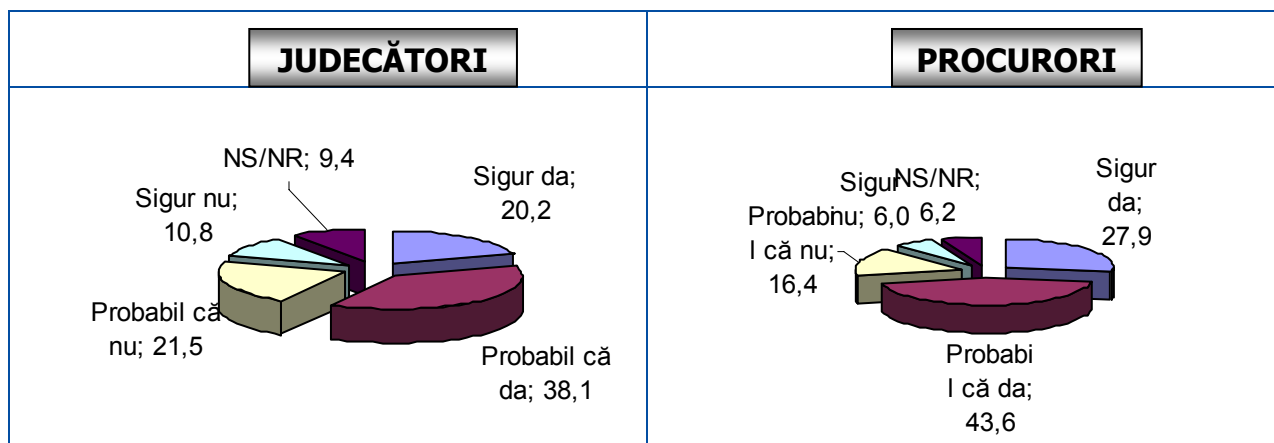 JUDECĂTORI
NS/NR; 9,4
Sigur da;
20,2
Sigur nu;
10,8
Probabil că
nu; 21,5
Probabil că
da; 38,1
PROCURORI
Sigur
da;
27,9
NS/NR;
6,2
Sigur
nu; 6,0
Probabi
l că nu;
16,4
Probabi
l că da;
43,6